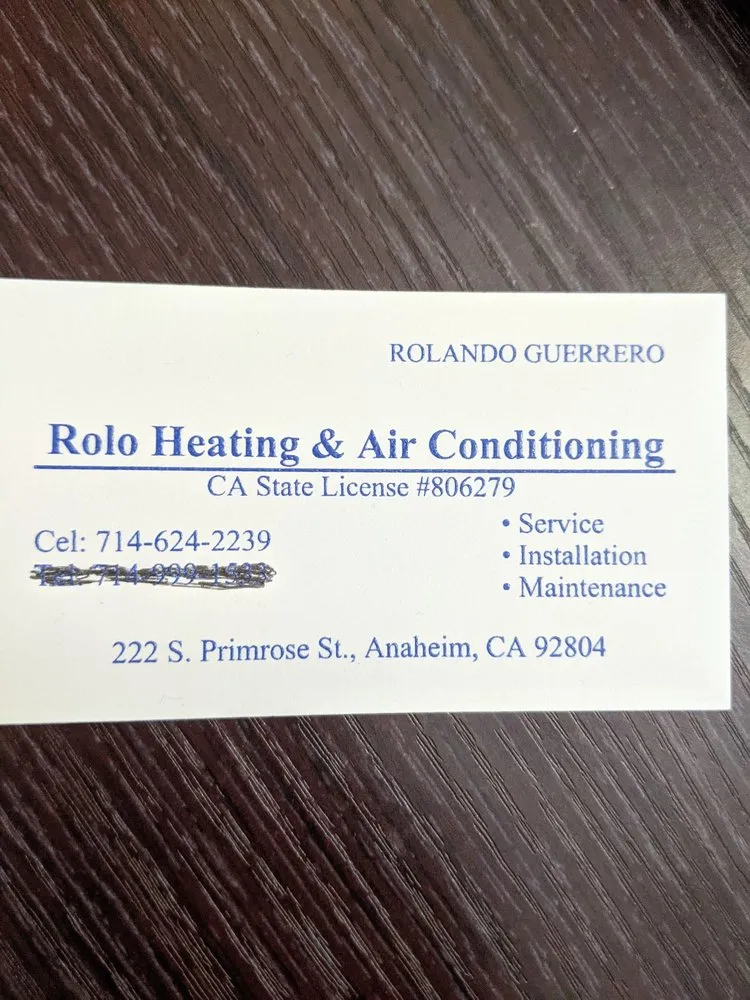 ROLANDO GUERRERO
Rolo Heating & Air Conditioning
CA State License #806279
Cel: 714-624-2239
• Service
• Installation
• Maintenance
222 S. Primrose St., Anaheim, CA 92804